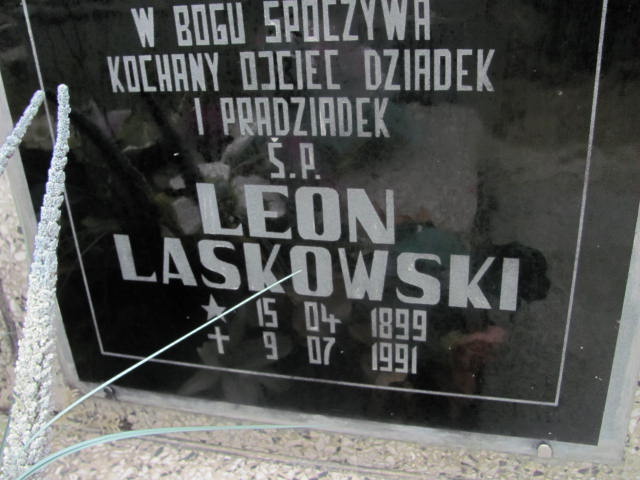 W BOGU SPOCZYWA
KOCHANY OJCIEC DZIADEK
I PRADZIADEK
Ś.P.
LEON
LASKOWSKI
★ 15 04 1899
✝ 9 07 1991